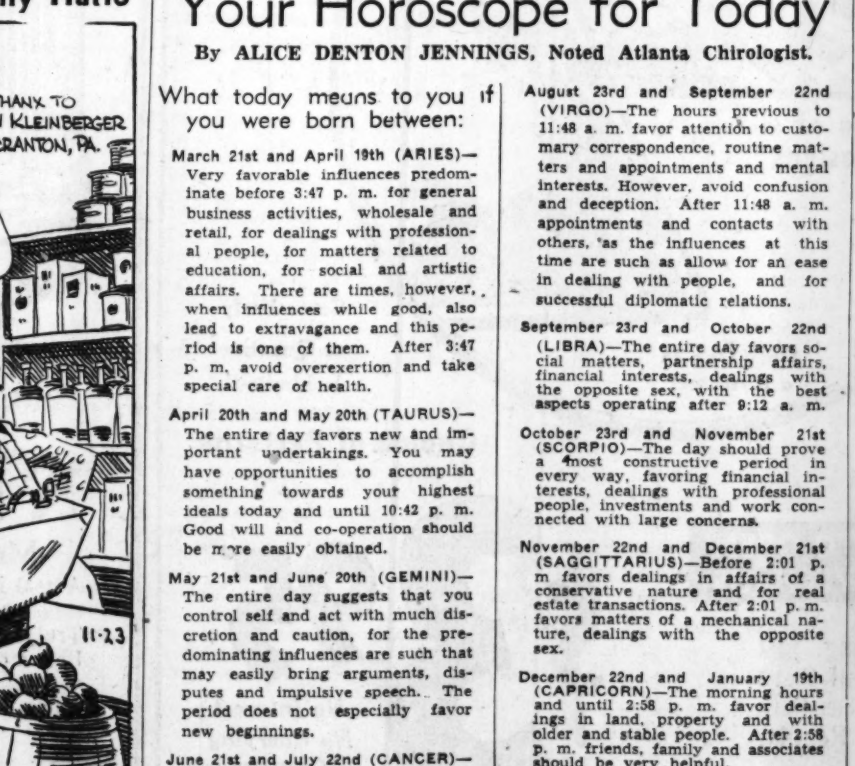 Your Horoscope for Today
By ALICE DENTON JENNINGS, Noted Atlanta Chirologist.
THANX TO
KLEINBERGER
CRANTON, PA.
11-23
What today means to you if
you were born between:
March 21st and April 19th (ARIES)—
Very favorable influences predom-
inate before 3:47 p. m. for general
business activities, wholesale and
retail, for dealings with profession-
al people, for matters related to
education, for social and artistic
affairs. There are times, however,
when influences while good, also
lead to extravagance and this pe-
riod is one of them. After 3:47
p. m. avoid overexertion and take
special care of health.
April 20th and May 20th (TAURUS)—
The entire day favors new and im-
portant undertakings. You may
have opportunities to accomplish
something towards your highest
ideals today and until 10:42 p. m.
Good will and co-operation should
be more easily obtained.
May 21st and June 20th (GEMINI)—
The entire day suggests that you
control self and act with much dis-
cretion and caution, for the pre-
dominating influences are such that
may easily bring arguments, dis-
putes and impulsive speech. The
period does not especially favor
new beginnings.
June 21st and July 22nd (CANCER)—
August 23rd and September 22nd
(VIRGO)—The hours previous to
11:48 a. m. favor attention to custo-
mary correspondence, routine mat-
ters and appointments and mental
interests. However, avoid confusion
and deception. After 11:48 a. m.
appointments and contacts with
others, as the influences at this
time are such as allow for an ease
in dealing with people, and for
successful diplomatic relations.
September 23rd and October 22nd
(LIBRA)—The entire day favors so-
cial matters, partnership affairs,
financial interests, dealings with
the opposite sex, with the best
aspects operating after 9:12 a. m.
October 23rd and November 21st
(SCORPIO)—The day should prove
a most constructive period in
every way, favoring financial in-
terests, dealings with professional
people, investments and work con-
nected with large concerns.
November 22nd and December 21st
(SAGGITTARIUS)—Before 2:01 p.
m favors dealings in affairs of a
conservative nature and for real
estate transactions. After 2:01 p. m.
favors matters of a mechanical na-
ture, dealings with the opposite
sex.
December 22nd and January 19th
(CAPRICORN)—The morning hours
and until 2:58 p. m. favor deal-
ings in land, property and with
older and stable people. After 2:58
p. m. friends, family and associates
should be very helpful.